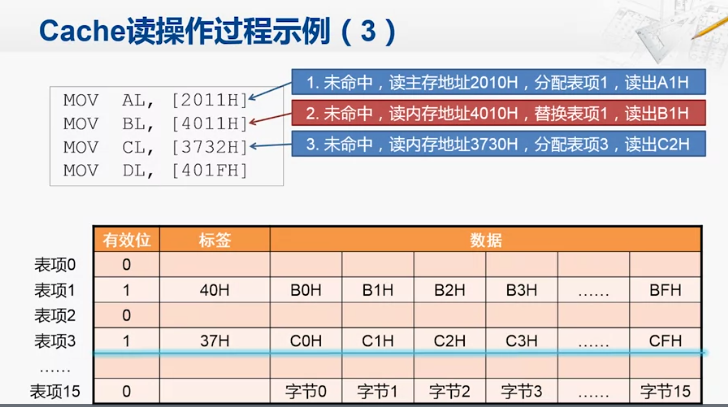 Cache读操作过程示例（3）
MOV AL, [2011H]
MOV BL, [4011H]
MOV CL, [3732H]
MOV DL, [401FH]
1. 未命中，读主存地址2010H，分配表项1，读出A1H
2. 未命中，读内存地址4010H，替换表项1，读出B1H
3. 未命中，读内存地址3730H，分配表项3，读出C2H
有效位 标签 数据
表项0 0
表项1 1 40H B0H B1H B2H B3H …… BFH
表项2 0
表项3 1 37H C0H C1H C2H C3H …… CFH
……
表项15 0 字节0 字节1 字节2 字节3 …… 字节15